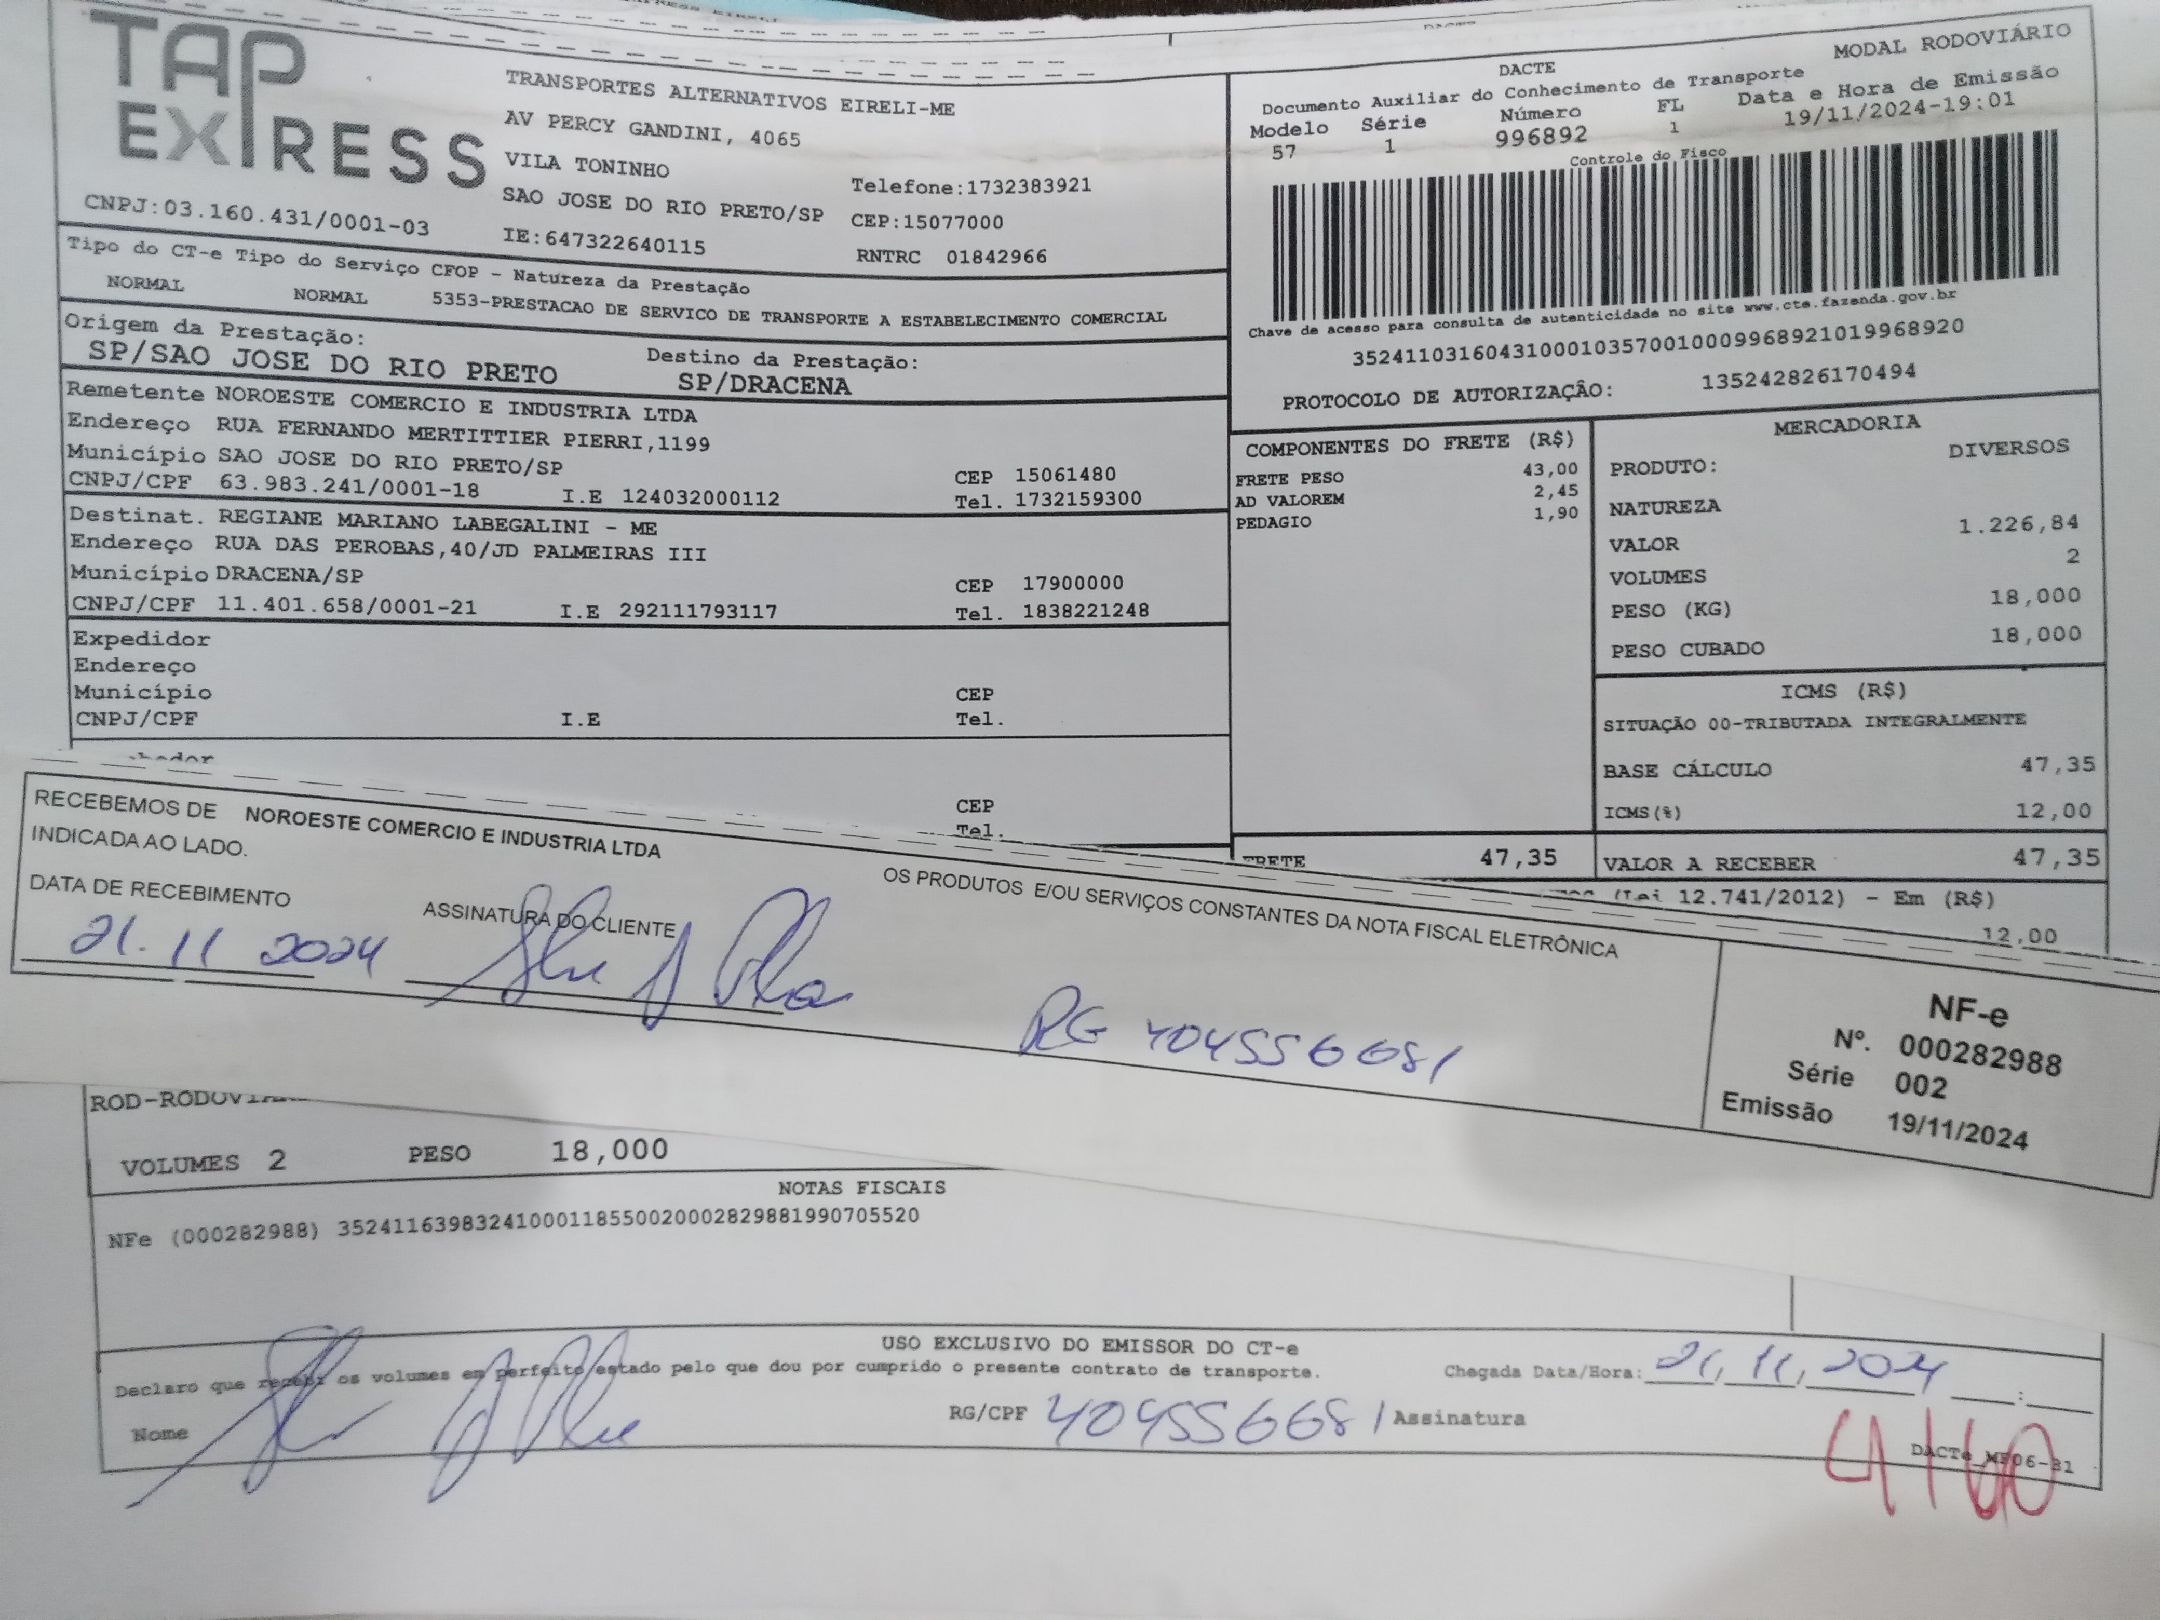 TAP
EXPRESS
CNPJ:03.160.431/0001-03
TRANSPORTES ALTERNATIVOS EIRELI-ME
AV PERCY GANDINI, 4065
VILA TONINHO
SAO JOSE DO RIO PRETO/SP
IE:647322640115
Telefone:1732383921
CEP:15077000
RNTRC 01842966
DACTE
MODAL RODOVIÁRIO
Documento Auxiliar do Conhecimento de Transporte
Modelo Série Número FL Data e Hora de Emissão
57 1 996892 1 19/11/2024-19:01
Controle do Fisco
Chave de acesso para consulta de autenticidade no site www.cte.fazenda.gov.br
35241103160431000103570010009968921019968920
PROTOCOLO DE AUTORIZAÇÂO: 135242826170494
Tipo do CT-e Tipo do Serviço CFOP - Natureza da Prestação
NORMAL NORMAL 5353-PRESTACAO DE SERVICO DE TRANSPORTE A ESTABELECIMENTO COMERCIAL
Origem da Prestação: Destino da Prestação:
SP/SAO JOSE DO RIO PRETO SP/DRACENA
Remetente NOROESTE COMERCIO E INDUSTRIA LTDA
Endereço RUA FERNANDO MERTITTIER PIERRI,1199
Município SAO JOSE DO RIO PRETO/SP CEP 15061480
CNPJ/CPF 63.983.241/0001-18 I.E 124032000112 Tel. 1732159300
Destinat. REGIANE MARIANO LABEGALINI - ME
Endereço RUA DAS PEROBAS,40/JD PALMEIRAS III
Município DRACENA/SP CEP 17900000
CNPJ/CPF 11.401.658/0001-21 I.E 292111793117 Tel. 1838221248
Expedidor
Endereço
Município CEP
CNPJ/CPF I.E Tel.
CEP
Tel.
COMPONENTES DO FRETE (R$)
FRETE PESO 43,00
AD VALOREM 2,45
PEDAGIO 1,90
FRETE 47,35
MERCADORIA
PRODUTO: DIVERSOS
NATUREZA
VALOR 1.226,84
VOLUMES 2
PESO (KG) 18,000
PESO CUBADO 18,000
ICMS (R$)
SITUAÇÃO 00-TRIBUTADA INTEGRALMENTE
BASE CÁLCULO 47,35
ICMS(%) 12,00
VALOR A RECEBER 47,35
(Lei 12.741/2012) - Em (R$)
12,00
RECEBEMOS DE NOROESTE COMERCIO E INDUSTRIA LTDA OS PRODUTOS E/OU SERVIÇOS CONSTANTES DA NOTA FISCAL ELETRÔNICA
INDICADA AO LADO.
DATA DE RECEBIMENTO ASSINATURA DO CLIENTE
21.11 2024
RG 404556681
NF-e
Nº. 000282988
Série 002
Emissão 19/11/2024
VOLUMES 2 PESO 18,000
NOTAS FISCAIS
NFe (000282988) 35241163983241000118550020002829881990705520
USO EXCLUSIVO DO EMISSOR DO CT-e
Declaro que recebi os volumes em perfeito estado pelo que dou por cumprido o presente contrato de transporte. Chegada Data/Hora: 21, 11, 2024 :
Nome RG/CPF 404556681 Assinatura